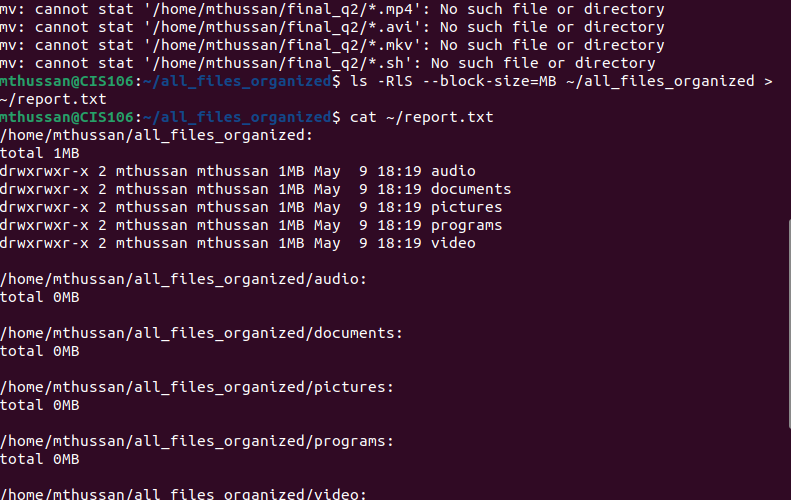 mv: cannot stat '/home/mthussan/final_q2/*.mp4': No such file or directory
mv: cannot stat '/home/mthussan/final_q2/*.avi': No such file or directory
mv: cannot stat '/home/mthussan/final_q2/*.mkv': No such file or directory
mv: cannot stat '/home/mthussan/final_q2/*.sh': No such file or directory
mthussan@CIS106:~/all_files_organized$ ls -RlS --block-size=MB ~/all_files_organized >
~/report.txt
mthussan@CIS106:~/all_files_organized$ cat ~/report.txt
/home/mthussan/all_files_organized:
total 1MB
drwxrwxr-x 2 mthussan mthussan 1MB May  9 18:19 audio
drwxrwxr-x 2 mthussan mthussan 1MB May  9 18:19 documents
drwxrwxr-x 2 mthussan mthussan 1MB May  9 18:19 pictures
drwxrwxr-x 2 mthussan mthussan 1MB May  9 18:19 programs
drwxrwxr-x 2 mthussan mthussan 1MB May  9 18:19 video

/home/mthussan/all_files_organized/audio:
total 0MB

/home/mthussan/all_files_organized/documents:
total 0MB

/home/mthussan/all_files_organized/pictures:
total 0MB

/home/mthussan/all_files_organized/programs:
total 0MB

/home/mthussan/all_files_organized/video: